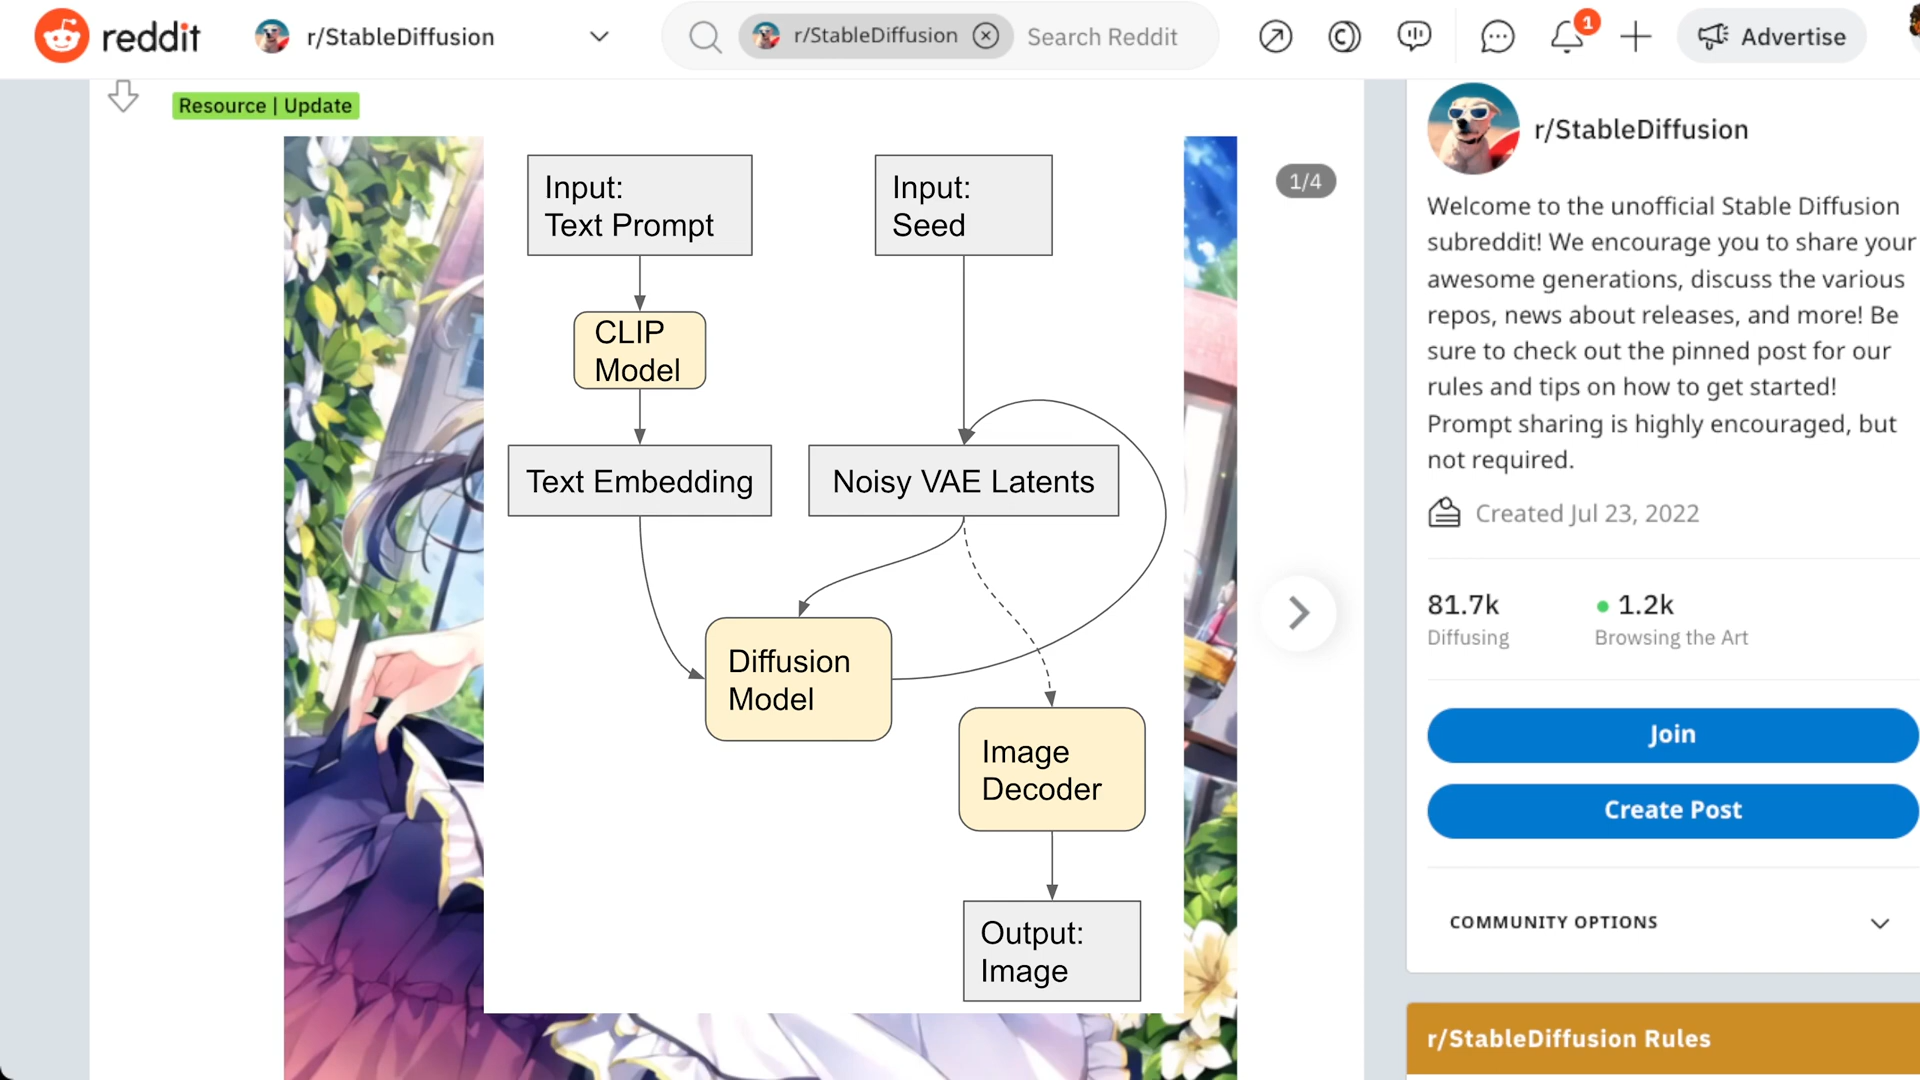 reddit
r/StableDiffusion
r/StableDiffusion
Search Reddit
1
Advertise
Resource | Update
1/4
Input:
Text Prompt
Input:
Seed
CLIP
Model
Text Embedding
Noisy VAE Latents
Diffusion
Model
Image
Decoder
Output:
Image
r/StableDiffusion
Welcome to the unofficial Stable Diffusion
subreddit! We encourage you to share your
awesome generations, discuss the various
repos, news about releases, and more! Be
sure to check out the pinned post for our
rules and tips on how to get started!
Prompt sharing is highly encouraged, but
not required.
Created Jul 23, 2022
81.7k
1.2k
Diffusing
Browsing the Art
Join
Create Post
COMMUNITY OPTIONS
r/StableDiffusion Rules